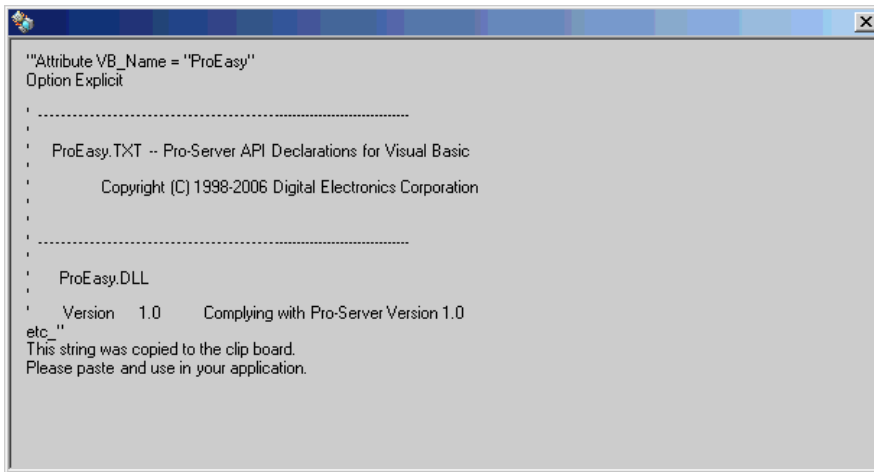 '"Attribute VB_Name = "ProEasy"
Option Explicit
' ------------------------------------------------------------------
'
' ProEasy.TXT -- Pro-Server API Declarations for Visual Basic
'
' Copyright (C) 1998-2006 Digital Electronics Corporation
'
'
' ------------------------------------------------------------------
'
' ProEasy.DLL
'
' Version 1.0 Complying with Pro-Server Version 1.0
etc_"
This string was copied to the clip board.
Please paste and use in your application.